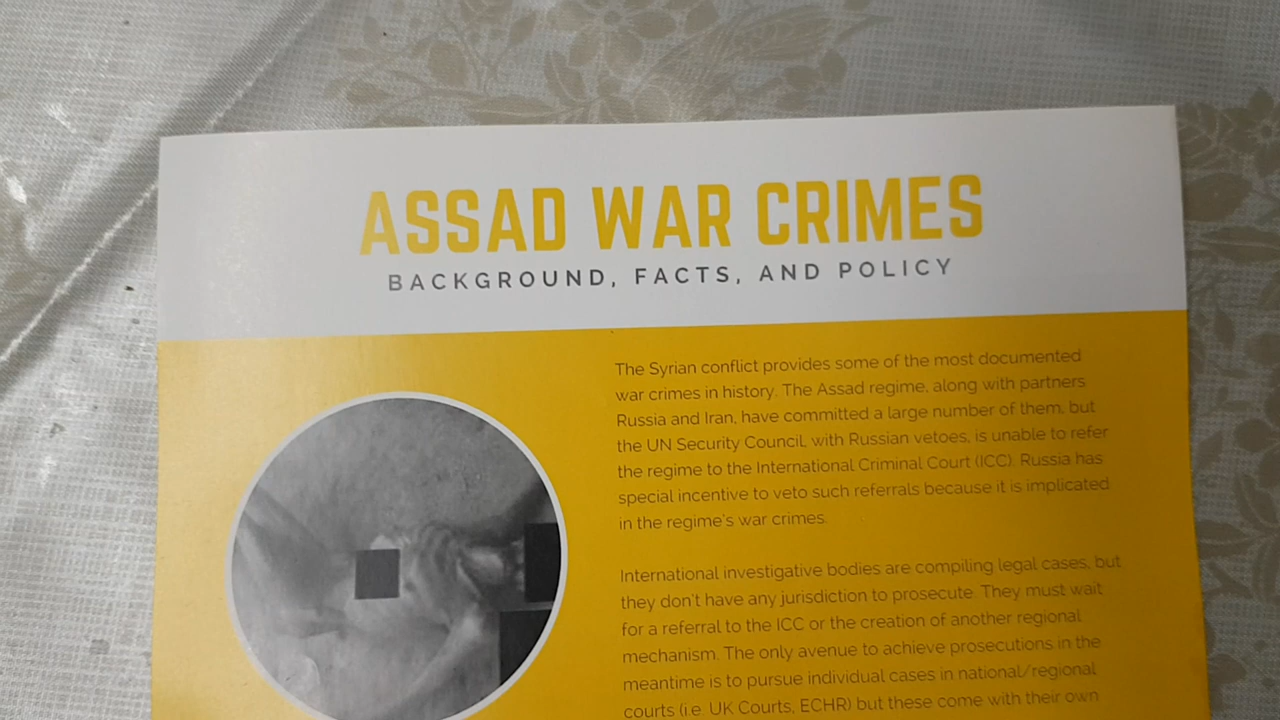 ASSAD WAR CRIMES
BACKGROUND, FACTS, AND POLICY
The Syrian conflict provides some of the most documented
war crimes in history. The Assad regime, along with partners
Russia and Iran, have committed a large number of them, but
the UN Security Council, with Russian vetoes, is unable to refer
the regime to the International Criminal Court (ICC). Russia has
special incentive to veto such referrals because it is implicated
in the regime's war crimes.
International investigative bodies are compiling legal cases, but
they don't have any jurisdiction to prosecute. They must wait
for a referral to the ICC or the creation of another regional
mechanism. The only avenue to achieve prosecutions in the
meantime is to pursue individual cases in national/regional
courts (i.e. UK Courts, ECHR) but these come with their own